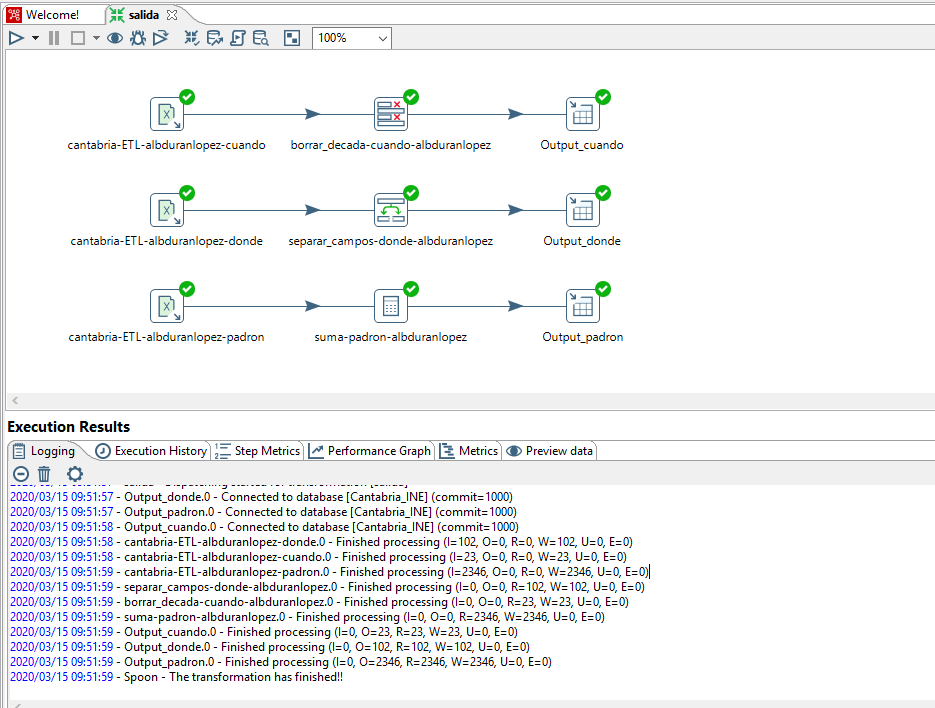 Welcome!
salida
100%
cantabria-ETL-albduranlopez-cuando
borrar_decada-cuando-albduranlopez
Output_cuando
cantabria-ETL-albduranlopez-donde
separar_campos-donde-albduranlopez
Output_donde
cantabria-ETL-albduranlopez-padron
suma-padron-albduranlopez
Output_padron
Execution Results
Logging
Execution History
Step Metrics
Performance Graph
Metrics
Preview data
2020/03/15 09:51:57 - Output_donde.0 - Connected to database [Cantabria_INE] (commit=1000)
2020/03/15 09:51:57 - Output_padron.0 - Connected to database [Cantabria_INE] (commit=1000)
2020/03/15 09:51:58 - Output_cuando.0 - Connected to database [Cantabria_INE] (commit=1000)
2020/03/15 09:51:58 - cantabria-ETL-albduranlopez-donde.0 - Finished processing (I=102, O=0, R=0, W=102, U=0, E=0)
2020/03/15 09:51:58 - cantabria-ETL-albduranlopez-cuando.0 - Finished processing (I=23, O=0, R=0, W=23, U=0, E=0)
2020/03/15 09:51:59 - cantabria-ETL-albduranlopez-padron.0 - Finished processing (I=2346, O=0, R=0, W=2346, U=0, E=0)
2020/03/15 09:51:59 - separar_campos-donde-albduranlopez.0 - Finished processing (I=0, O=0, R=102, W=102, U=0, E=0)
2020/03/15 09:51:59 - borrar_decada-cuando-albduranlopez.0 - Finished processing (I=0, O=0, R=23, W=23, U=0, E=0)
2020/03/15 09:51:59 - suma-padron-albduranlopez.0 - Finished processing (I=0, O=0, R=2346, W=2346, U=0, E=0)
2020/03/15 09:51:59 - Output_cuando.0 - Finished processing (I=0, O=23, R=23, W=23, U=0, E=0)
2020/03/15 09:51:59 - Output_donde.0 - Finished processing (I=0, O=102, R=102, W=102, U=0, E=0)
2020/03/15 09:51:59 - Output_padron.0 - Finished processing (I=0, O=2346, R=2346, W=2346, U=0, E=0)
2020/03/15 09:51:59 - Spoon - The transformation has finished!!